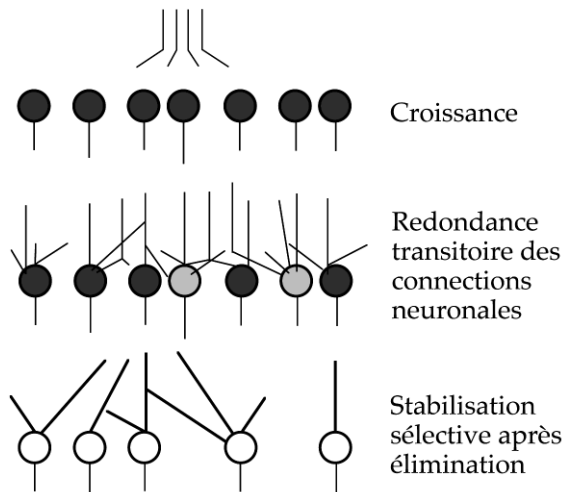 Croissance
Redondance
transitoire des
connections
neuronales
Stabilisation
sélective après
élimination